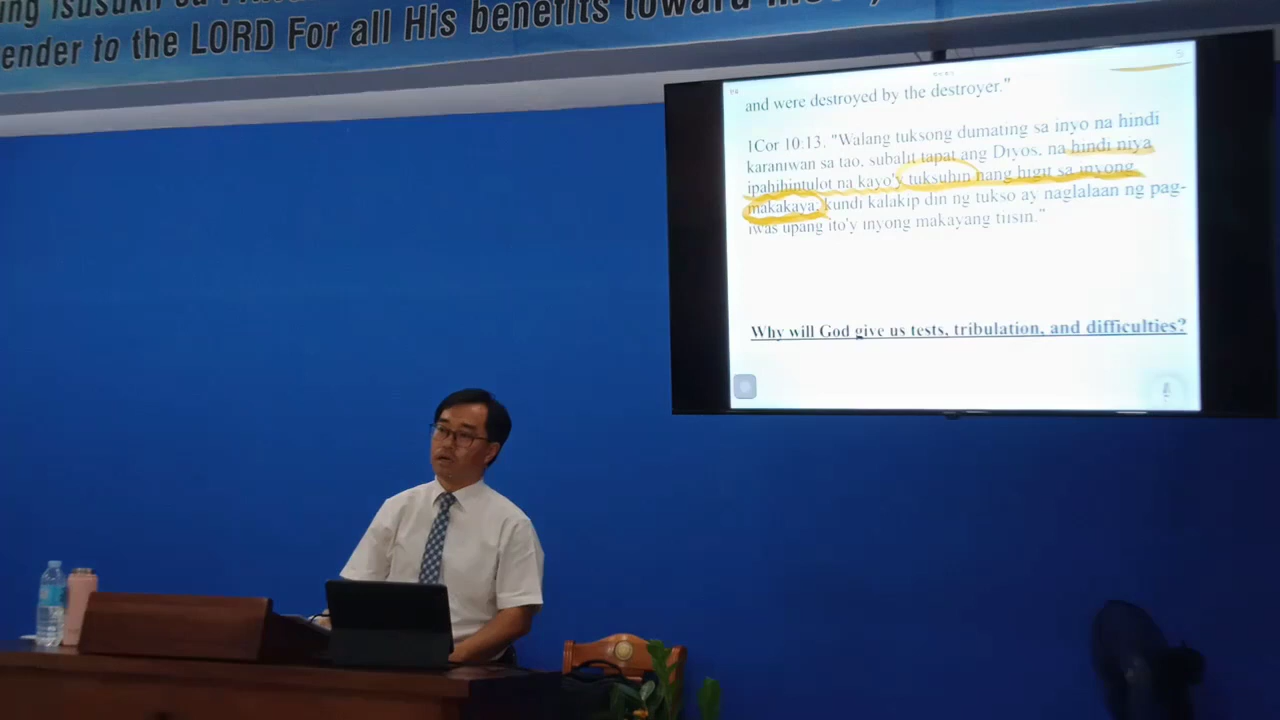 ender to the LORD For all His benefits toward
and were destroyed by the destroyer."
1Cor 10:13. "Walang tuksong dumating sa inyo na hindi
karaniwan sa tao, subalit tapat ang Diyos, na hindi niya
ipahihintulot na kayo'y tuksuhin nang higit sa inyong
makakaya; kundi kalakip din ng tukso ay naglalaan ng pag-
iwas upang ito'y inyong makayang tiisin."
Why will God give us tests, tribulation, and difficulties?